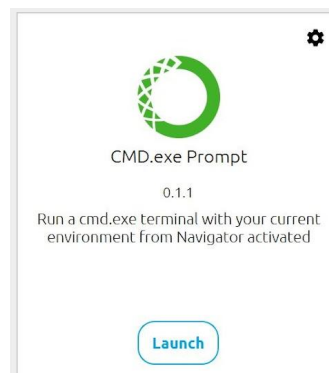 CMD.exe Prompt
0.1.1
Run a cmd.exe terminal with your current
environment from Navigator activated
Launch